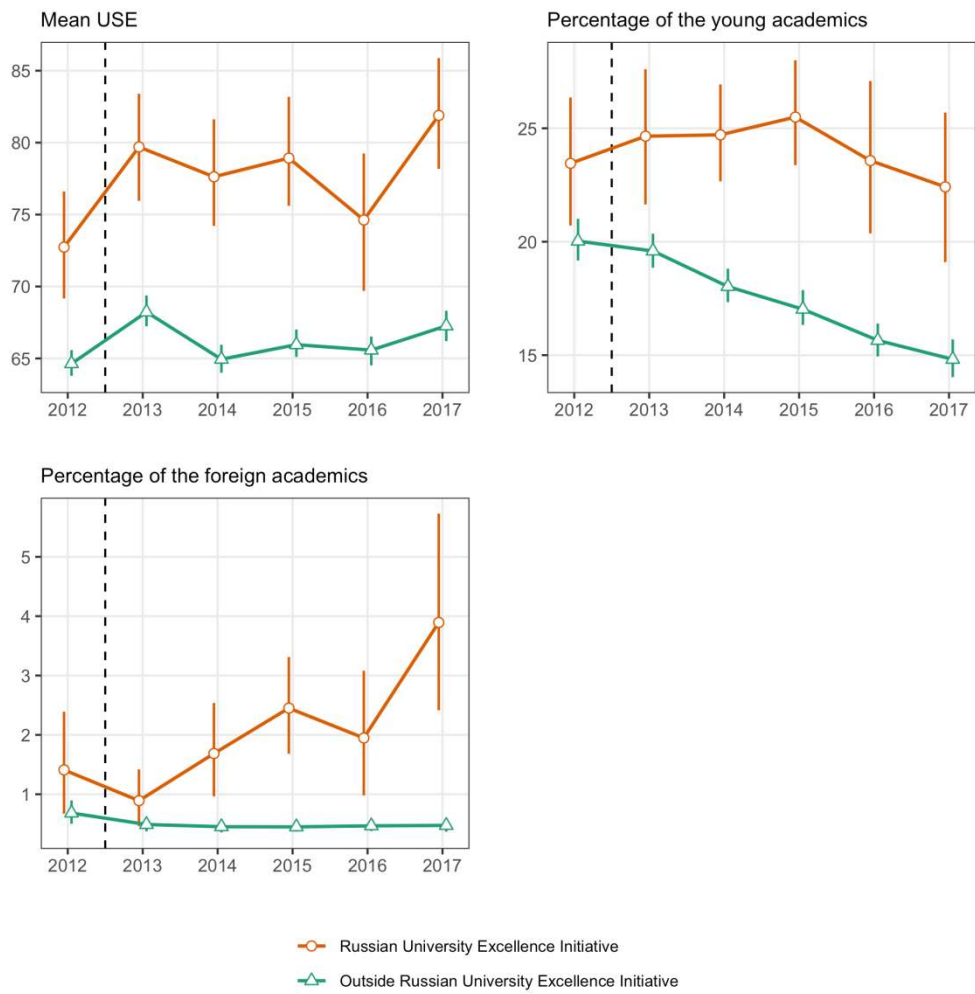 Mean USE
85
80
75
70
65
2012 2013 2014 2015 2016 2017
Percentage of the young academics
25
20
15
2012 2013 2014 2015 2016 2017
Percentage of the foreign academics
5
4
3
2
1
2012 2013 2014 2015 2016 2017
Russian University Excellence Initiative
Outside Russian University Excellence Initiative